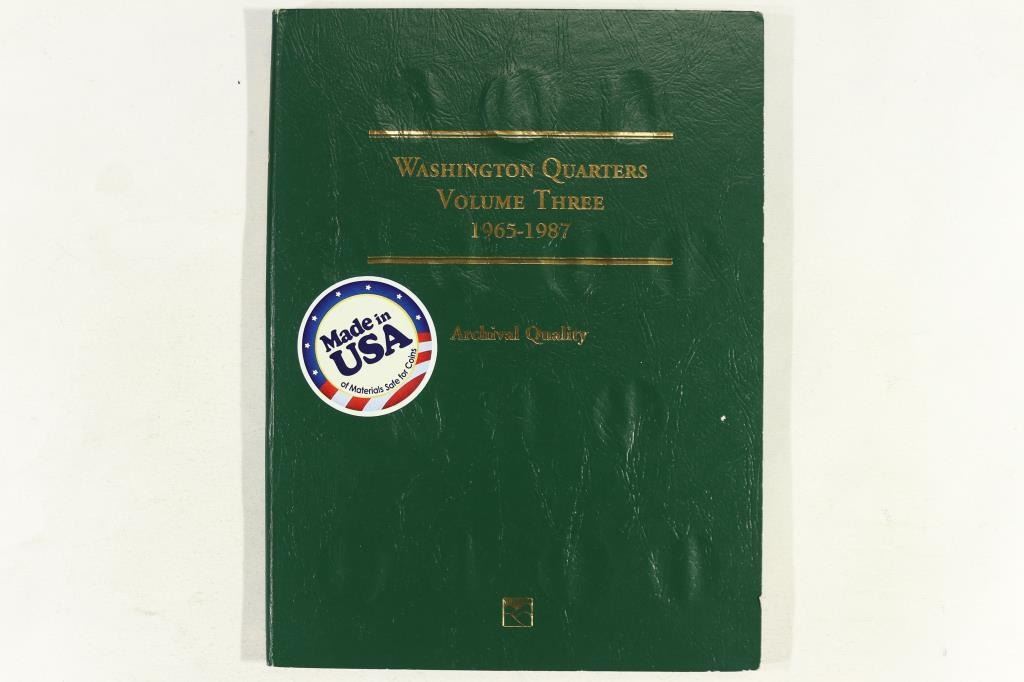 WASHINGTON QUARTERS
VOLUME THREE
1965-1987
Archival Quality
Made in
USA
of Materials Safe for Coins